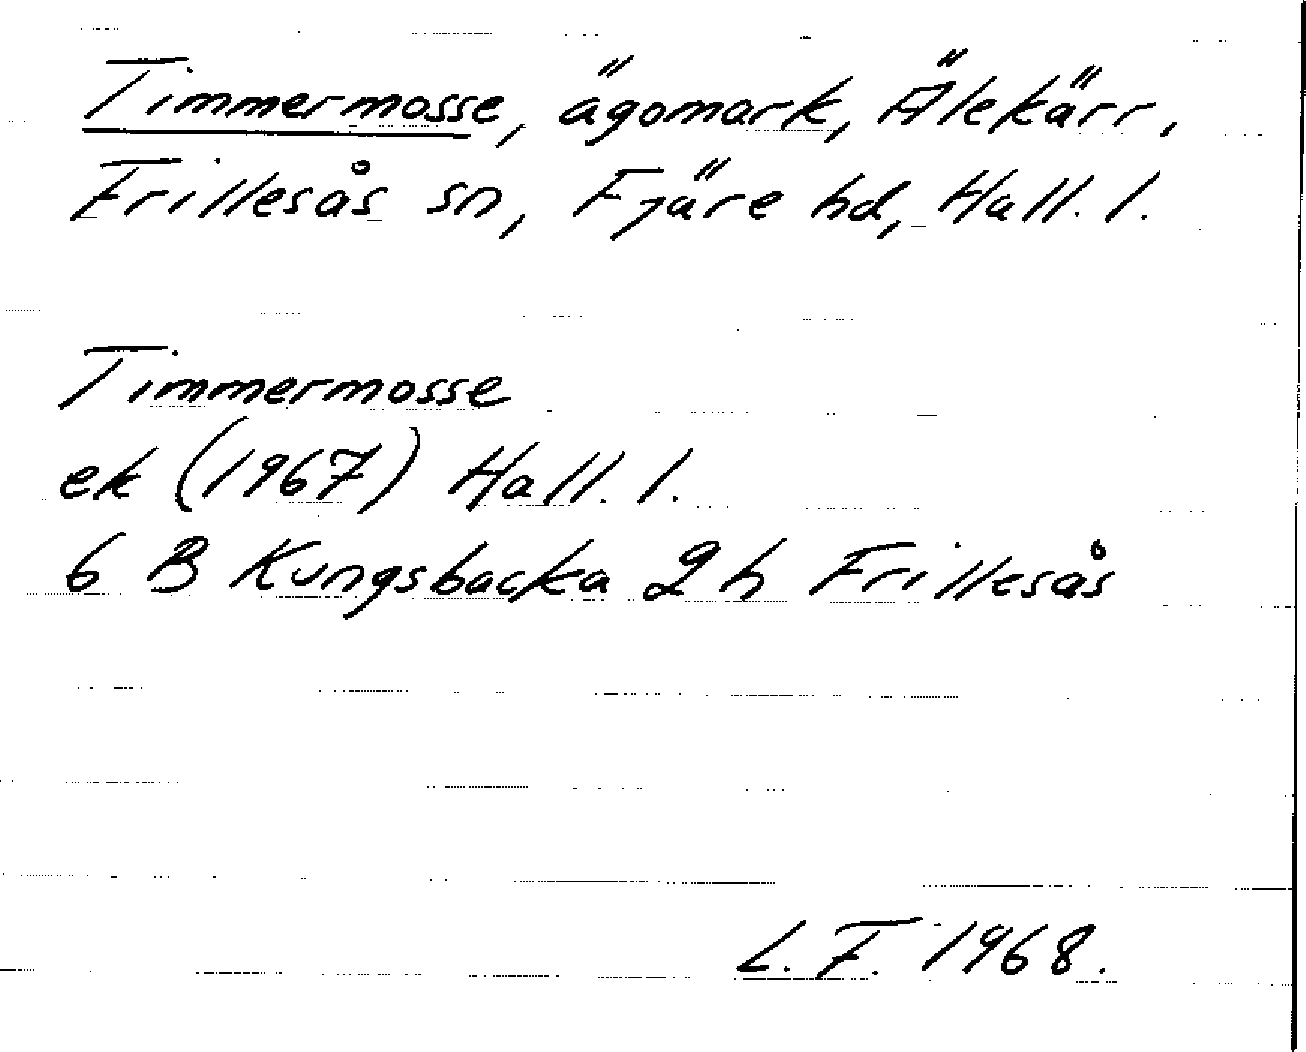 Timmermosse, ägomark, Älekärr,
Frillesås sn, Fjäre hd, Hall. l.
Timmermosse
ek (1967) Hall. l.
6 B Kungsbacka 2 h Frillesås
L. F. 1968.